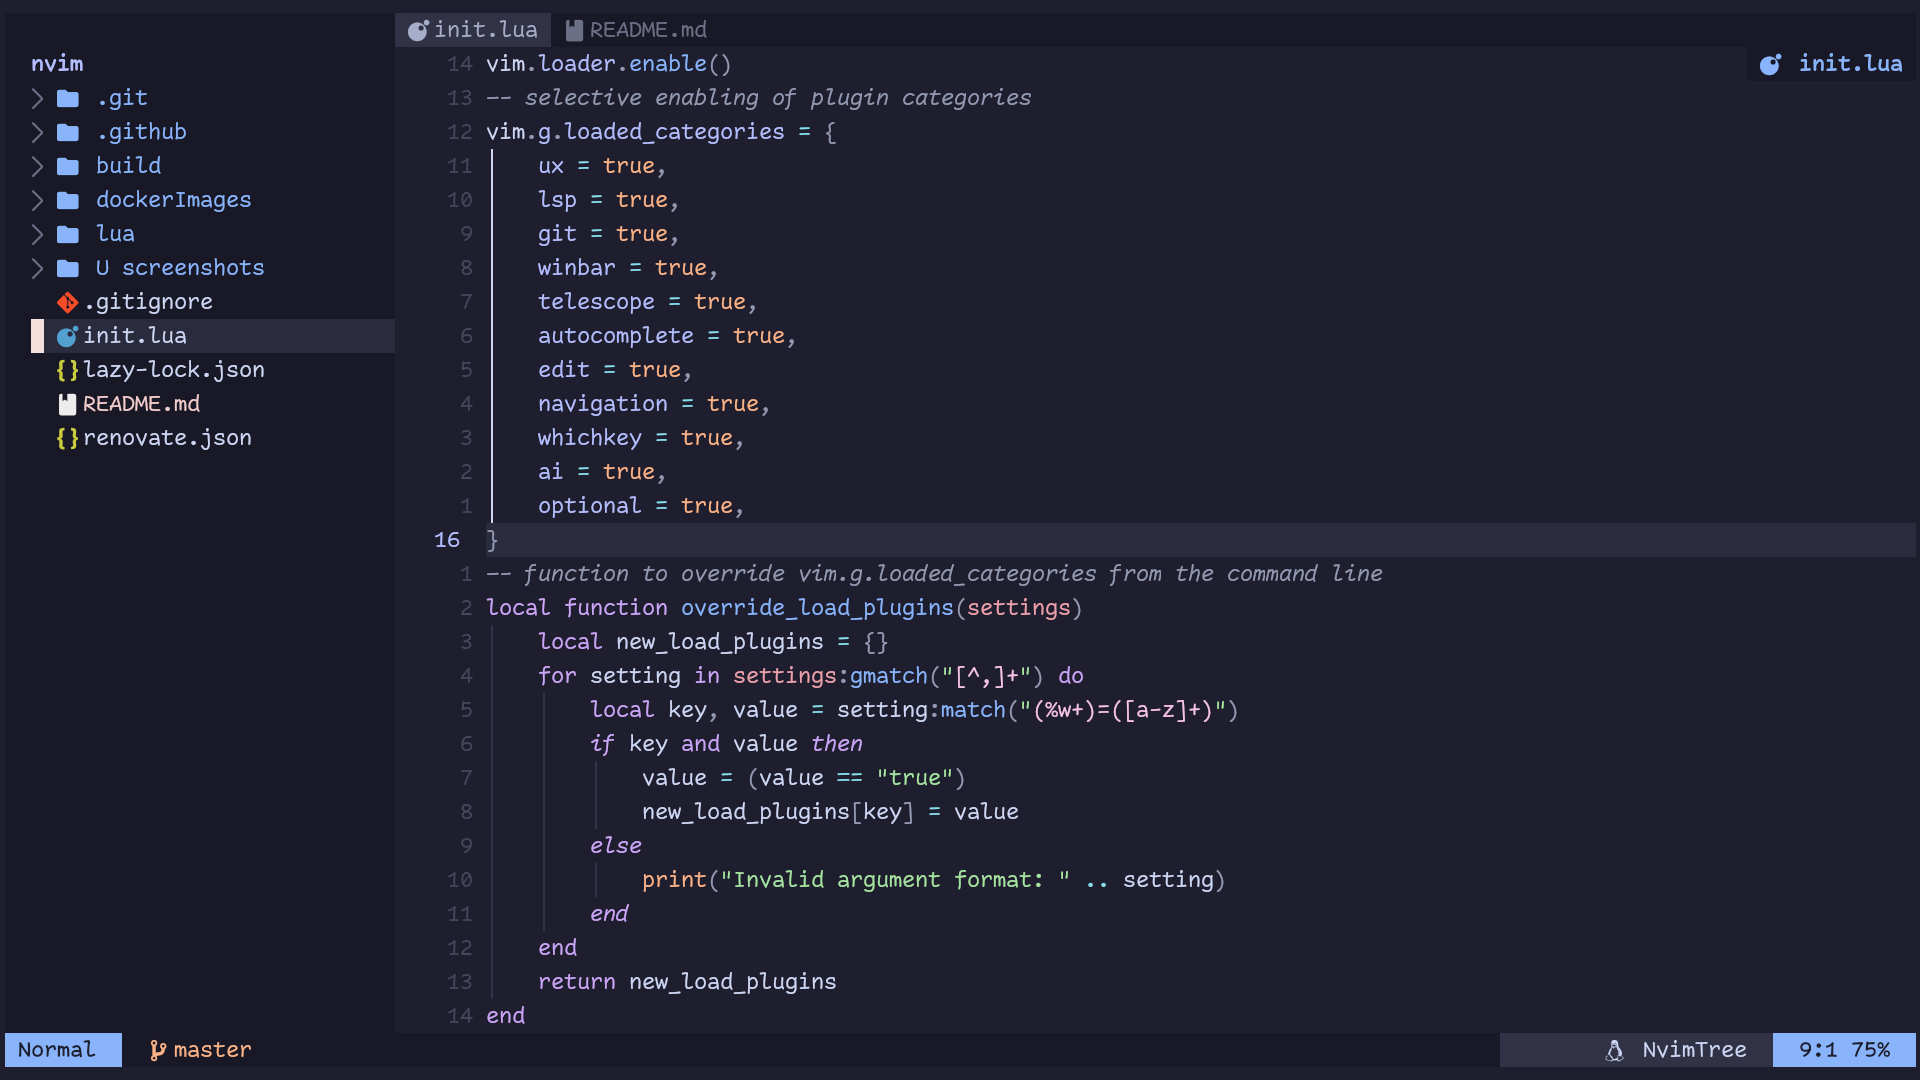 init.lua README.md
nvim
.git
.github
build
dockerImages
lua
U screenshots
.gitignore
init.lua
{}lazy-lock.json
README.md
{}renovate.json
init.lua
14 vim.loader.enable()
13 -- selective enabling of plugin categories
12 vim.g.loaded_categories = {
11     ux = true,
10     lsp = true,
9     git = true,
8     winbar = true,
7     telescope = true,
6     autocomplete = true,
5     edit = true,
4     navigation = true,
3     whichkey = true,
2     ai = true,
1     optional = true,
16 }
1 -- function to override vim.g.loaded_categories from the command line
2 local function override_load_plugins(settings)
3     local new_load_plugins = {}
4     for setting in settings:gmatch("[^,]+") do
5         local key, value = setting:match("(%w+)=([a-z]+)")
6         if key and value then
7             value = (value == "true")
8             new_load_plugins[key] = value
9         else
10             print("Invalid argument format: " .. setting)
11         end
12     end
13     return new_load_plugins
14 end
Normal master NvimTree 9:1 75%